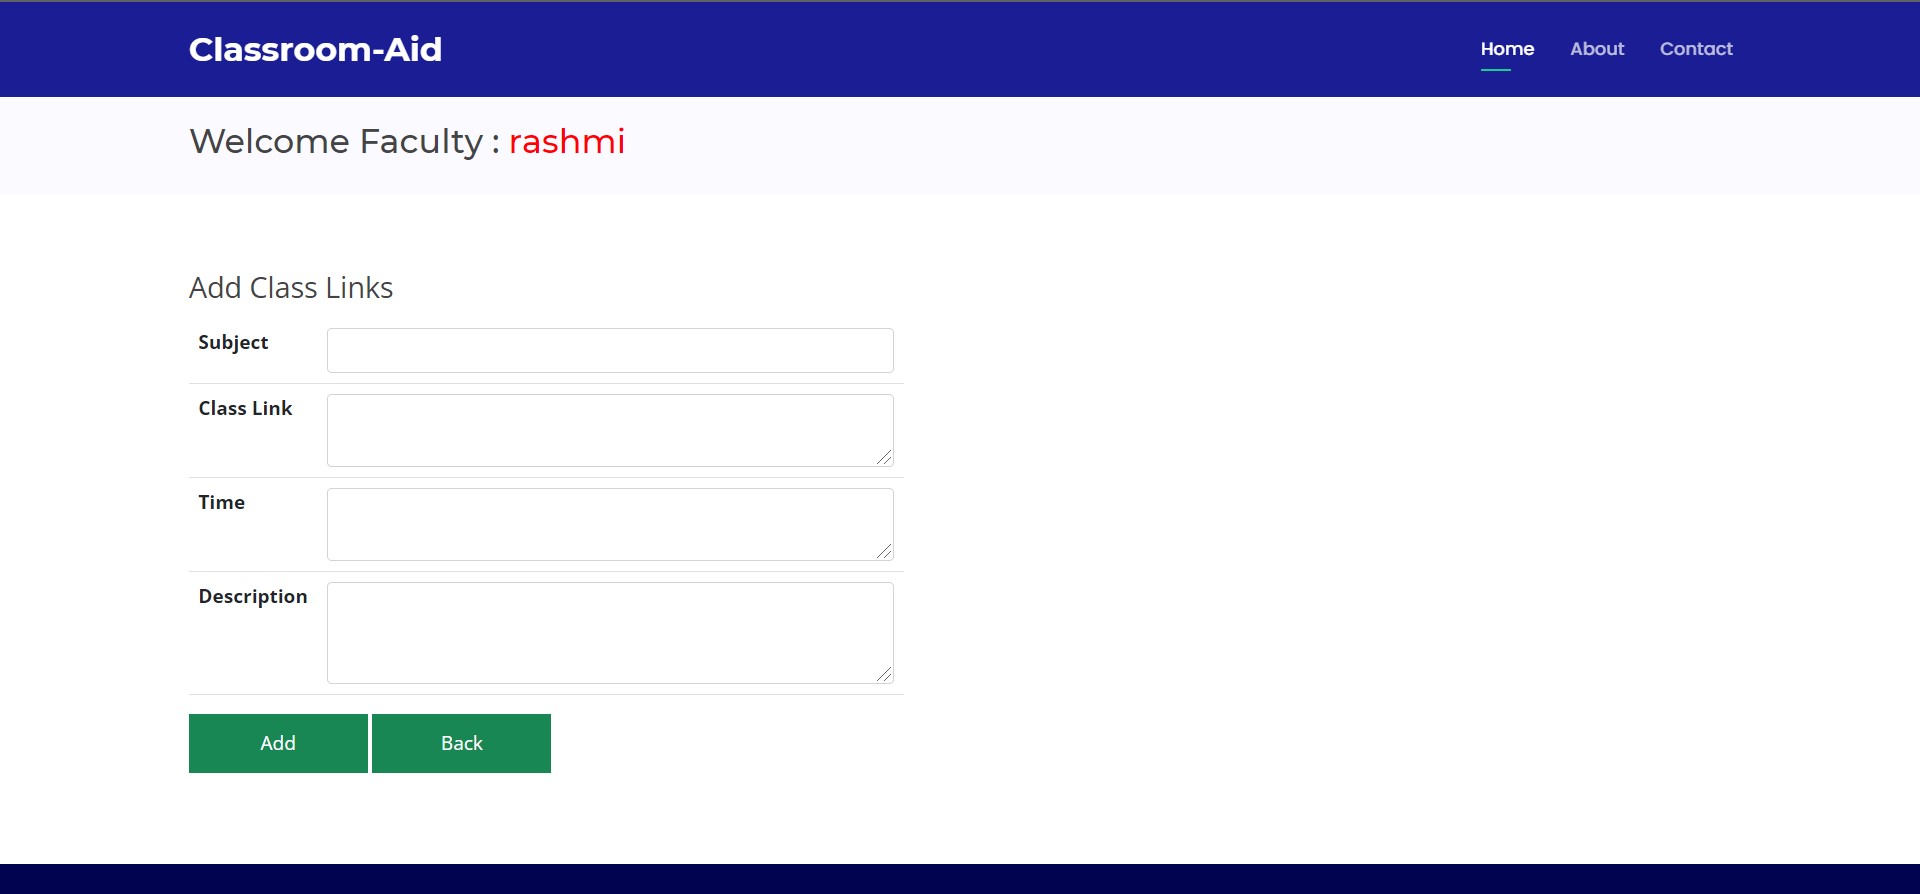 Classroom-Aid
Home About Contact
Welcome Faculty : rashmi
Add Class Links
Subject
Class Link
Time
Description
Add Back